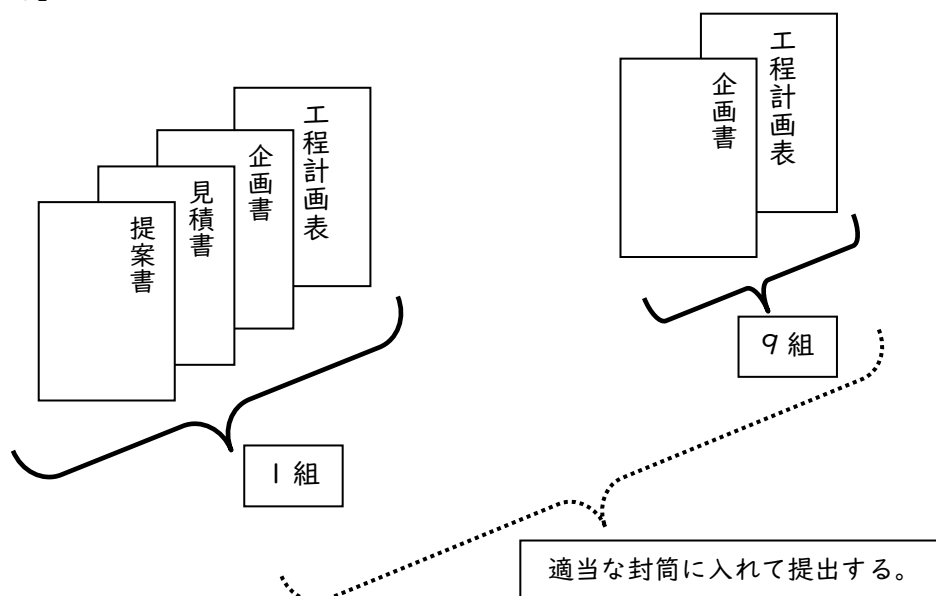 提案書
見積書
企画書
工程計画表
1組
企画書
工程計画表
9組
適当な封筒に入れて提出する。